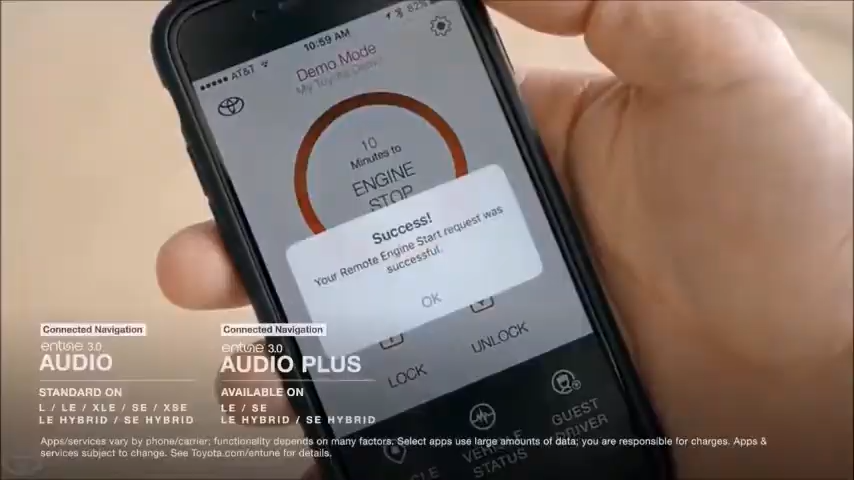 10:59 AM
82%
AT&T
Demo Mode
My Toyota Demo
10
Minutes to
ENGINE
STOP
Success!
Your Remote Engine Start request was
successful.
OK
LOCK
UNLOCK
VEHICLE
STATUS
GUEST
DRIVER
Connected Navigation
entune 3.0
AUDIO
STANDARD ON
L / LE / XLE / SE / XSE
LE HYBRID / SE HYBRID
Connected Navigation
entune 3.0
AUDIO PLUS
AVAILABLE ON
LE / SE
LE HYBRID / SE HYBRID
Apps/services vary by phone/carrier; functionality depends on many factors. Select apps use large amounts of data; you are responsible for charges. Apps &
services subject to change. See Toyota.com/entune for details.